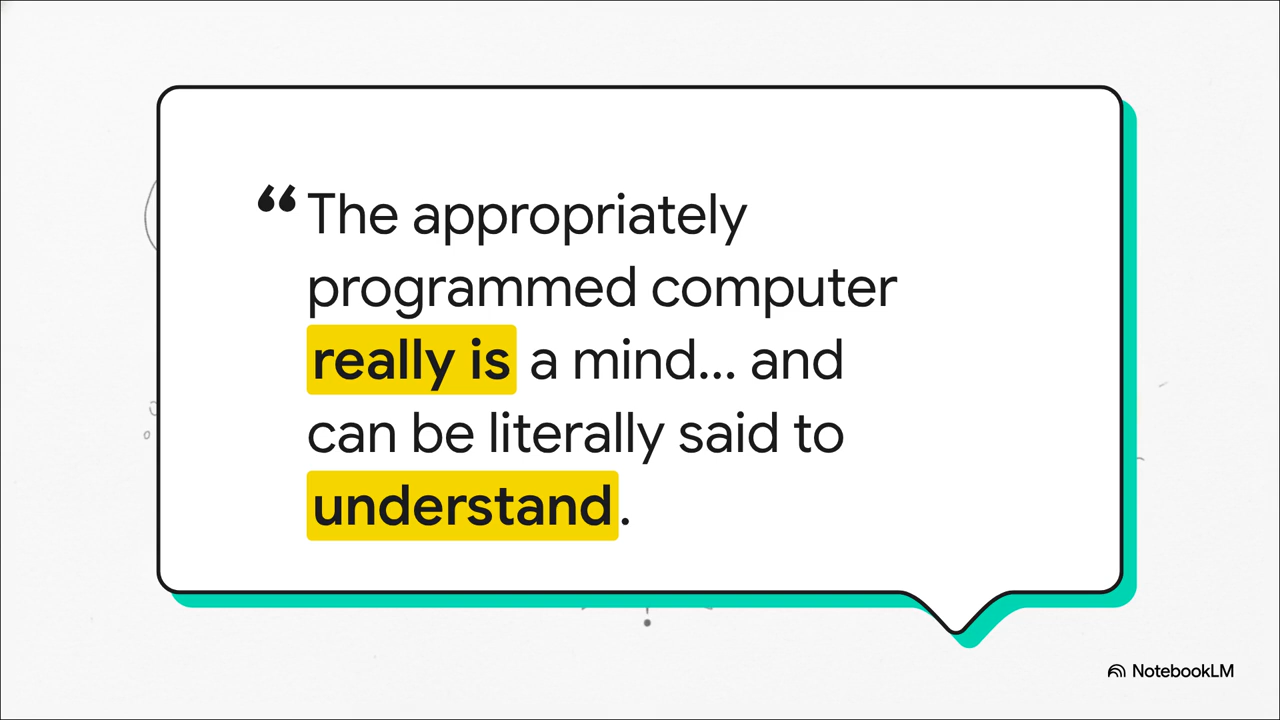 “The appropriately
programmed computer
really is a mind... and
can be literally said to
understand.
NotebookLM